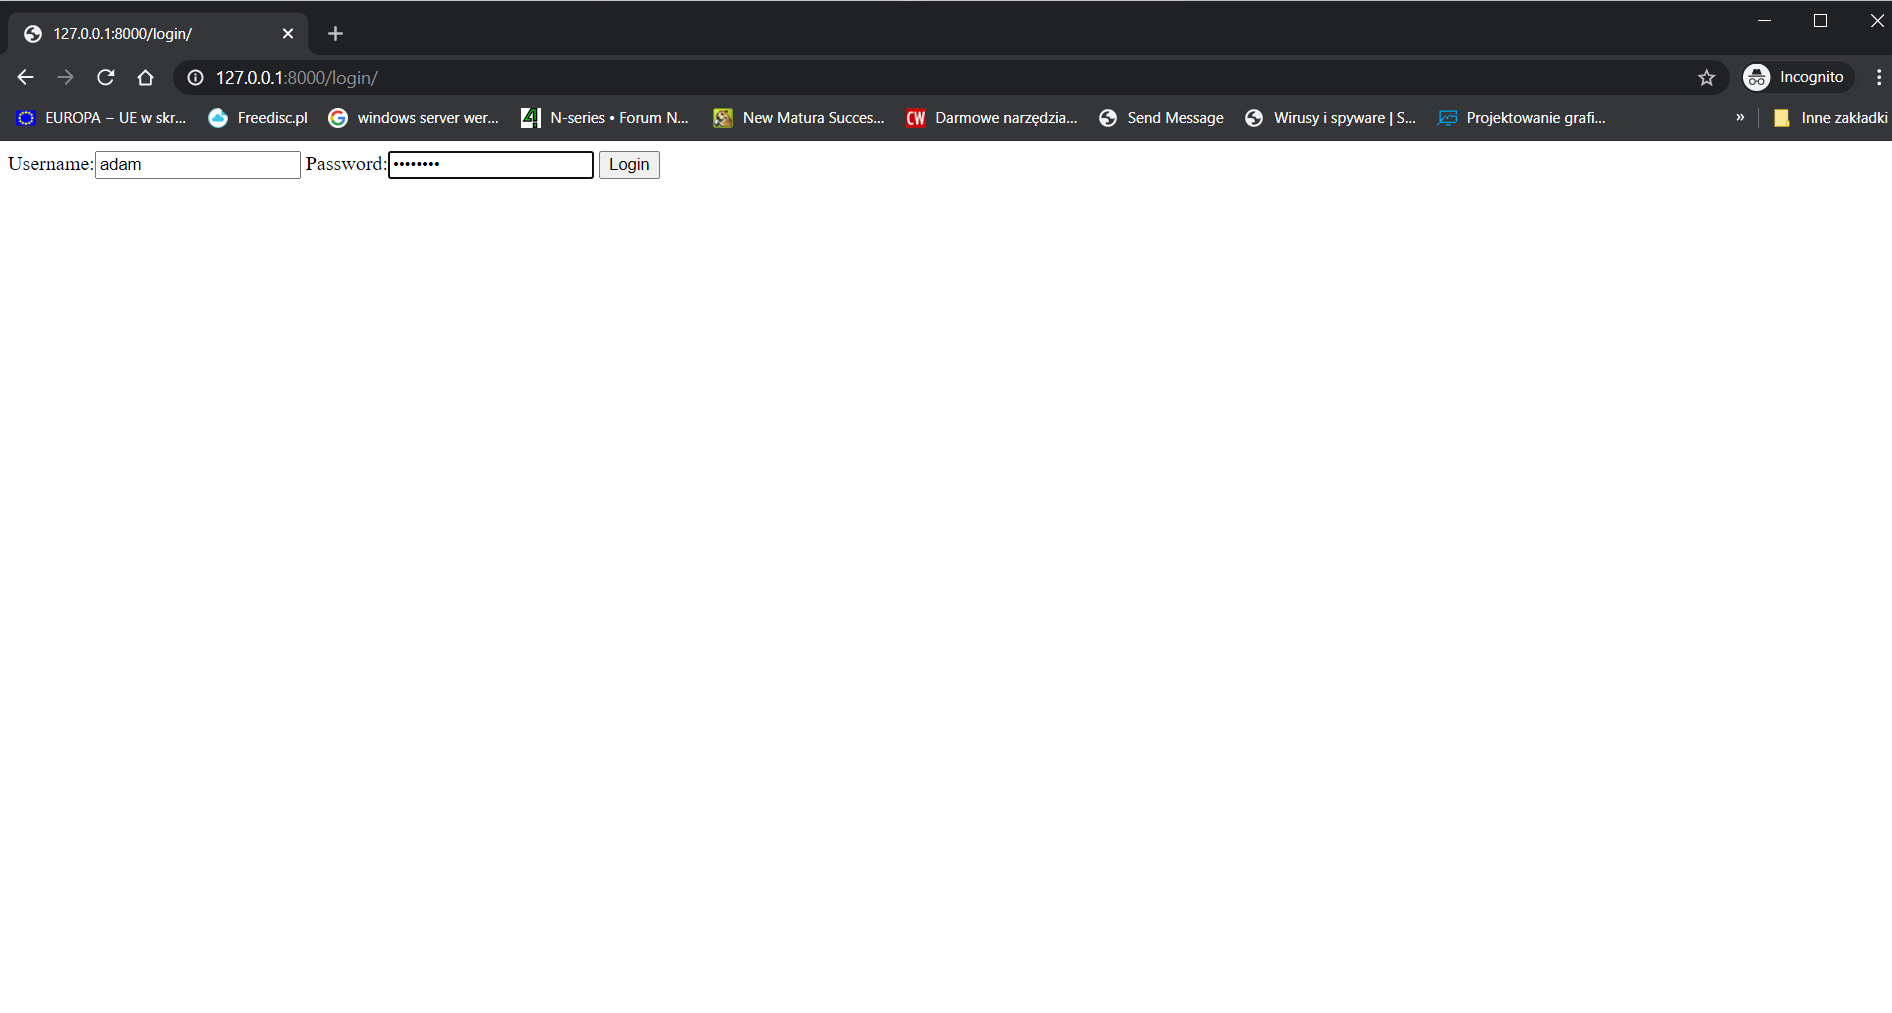 127.0.0.1:8000/login/
127.0.0.1:8000/login/ Incognito
EUROPA – UE w skr... Freedisc.pl windows server wer... 4 N-series • Forum N... New Matura Succes... CW Darmowe narzędzia... Send Message Wirusy i spyware | S... Projektowanie grafi... » Inne zakładki
Username: adam Password: •••••••• Login